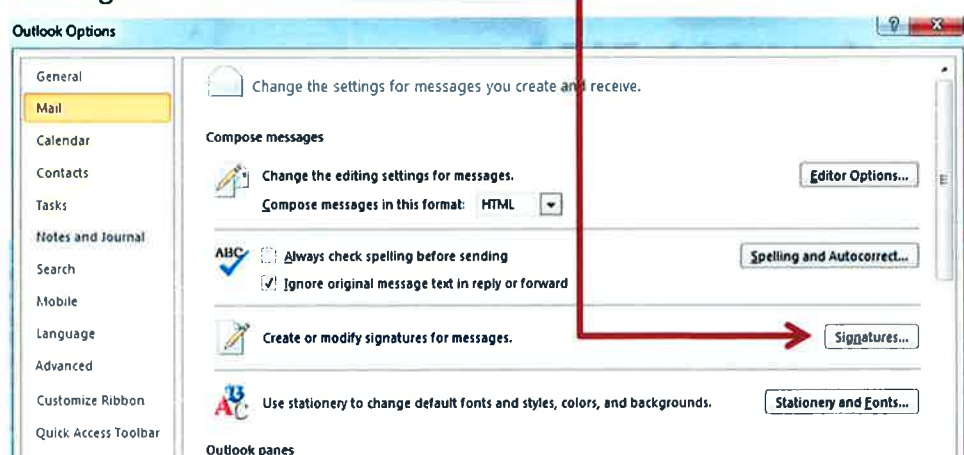 Outlook Options
General
Mail
Calendar
Contacts
Tasks
Notes and Journal
Search
Mobile
Language
Advanced
Customize Ribbon
Quick Access Toolbar
Change the settings for messages you create and receive.
Compose messages
Change the editing settings for messages.
Editor Options...
Compose messages in this format: HTML
ABC
Always check spelling before sending
Spelling and Autocorrect...
Ignore original message text in reply or forward
Create or modify signatures for messages.
Signatures...
Use stationery to change default fonts and styles, colors, and backgrounds.
Stationery and Fonts...
Outlook panes